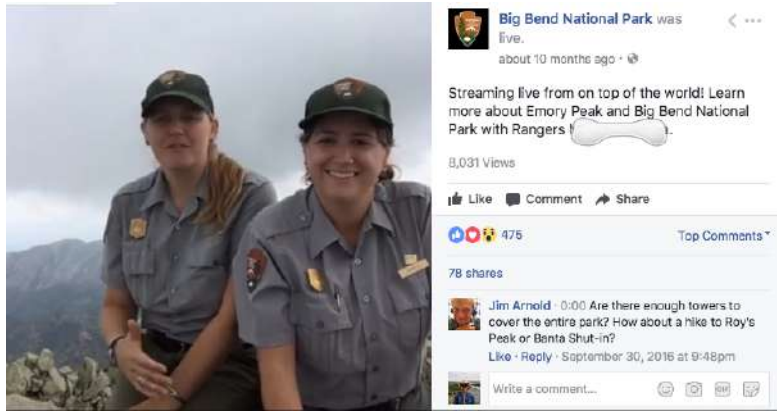 Big Bend National Park was
live.
about 10 months ago
Streaming live from on top of the world! Learn
more about Emory Peak and Big Bend National
Park with Rangers
8,031 Views
Like Comment Share
475 Top Comments
78 shares
Jim Arnold · 0:00 Are there enough towers to
cover the entire park? How about a hike to Roy's
Peak or Banta Shut-in?
Like · Reply · September 30, 2016 at 9:48pm
Write a comment...
GIF